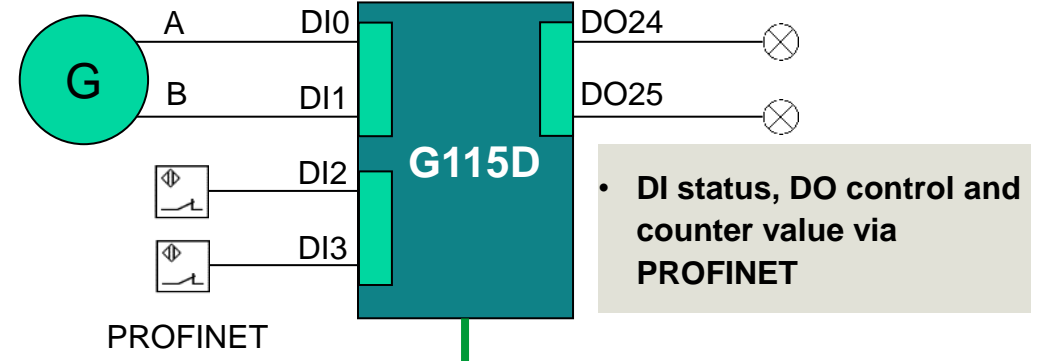 A
DI0
DO24
G
B
DI1
DO25
G115D
DI2
DI3
• DI status, DO control and
counter value via
PROFINET
PROFINET